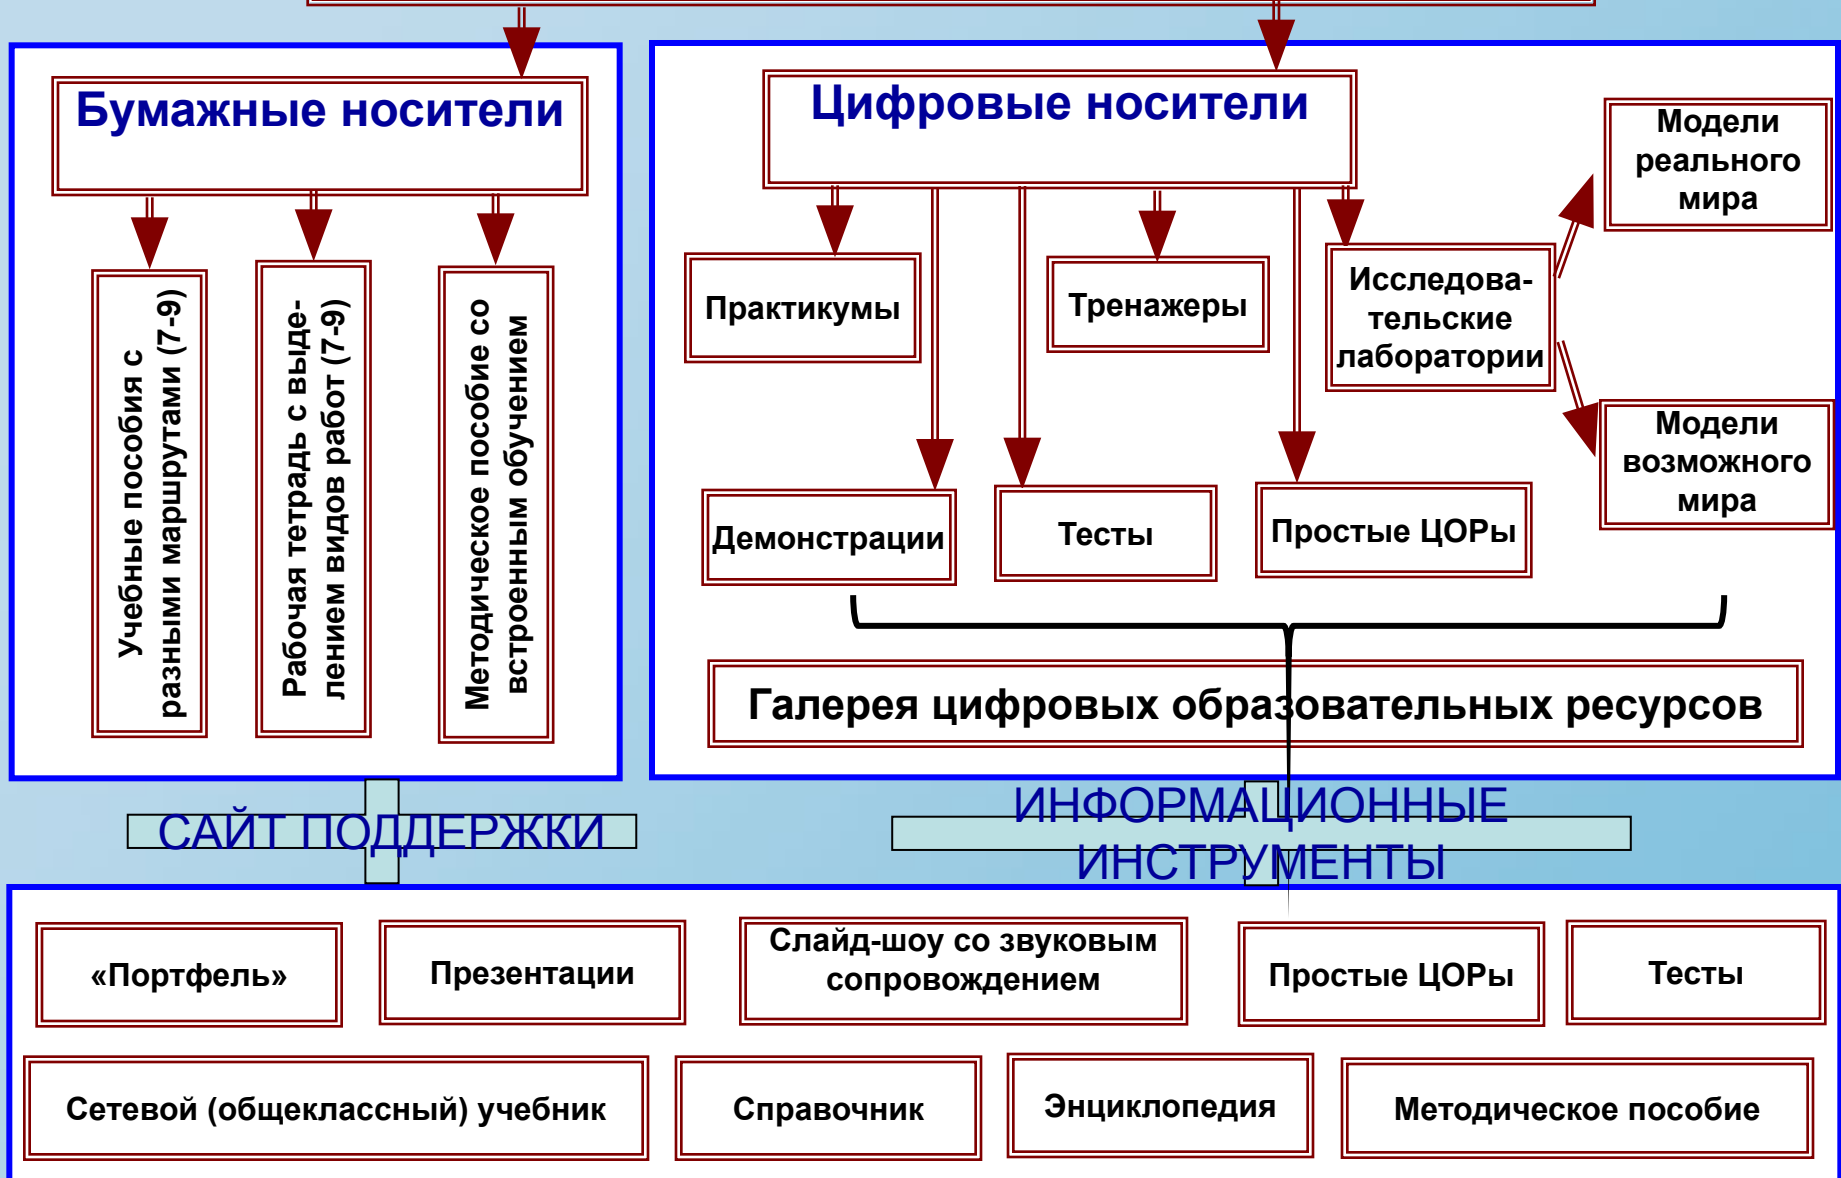 Бумажные носители
Учебные пособия с
разными маршрутами (7-9)
Рабочая тетрадь с выде-
лением видов работ (7-9)
Методическое пособие со
встроенным обучением
Цифровые носители
Практикумы
Тренажеры
Исследова-
тельские
лаборатории
Модели
реального
мира
Модели
возможного
мира
Демонстрации
Тесты
Простые ЦОРы
Галерея цифровых образовательных ресурсов
САЙТ ПОДДЕРЖКИ
ИНФОРМАЦИОННЫЕ
ИНСТРУМЕНТЫ
«Портфель»
Презентации
Слайд-шоу со звуковым
сопровождением
Простые ЦОРы
Тесты
Сетевой (общеклассный) учебник
Справочник
Энциклопедия
Методическое пособие